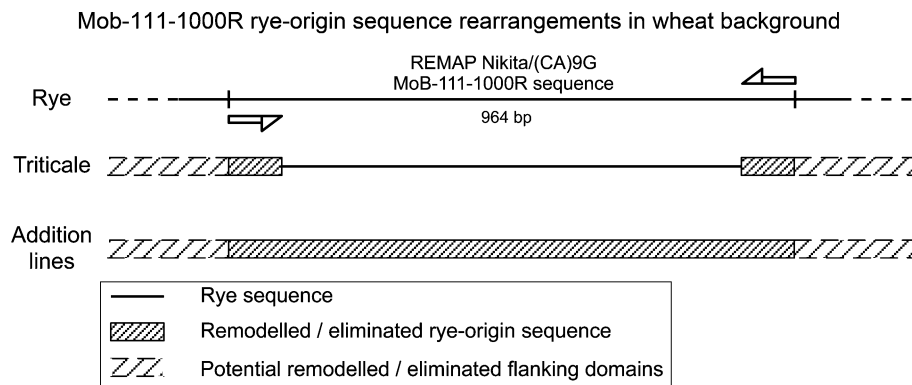 Mob-111-1000R rye-origin sequence rearrangements in wheat background
REMAP Nikita/(CA)9G
MoB-111-1000R sequence
Rye
964 bp
Triticale
Addition
lines
Rye sequence
Remodelled / eliminated rye-origin sequence
Potential remodelled / eliminated flanking domains